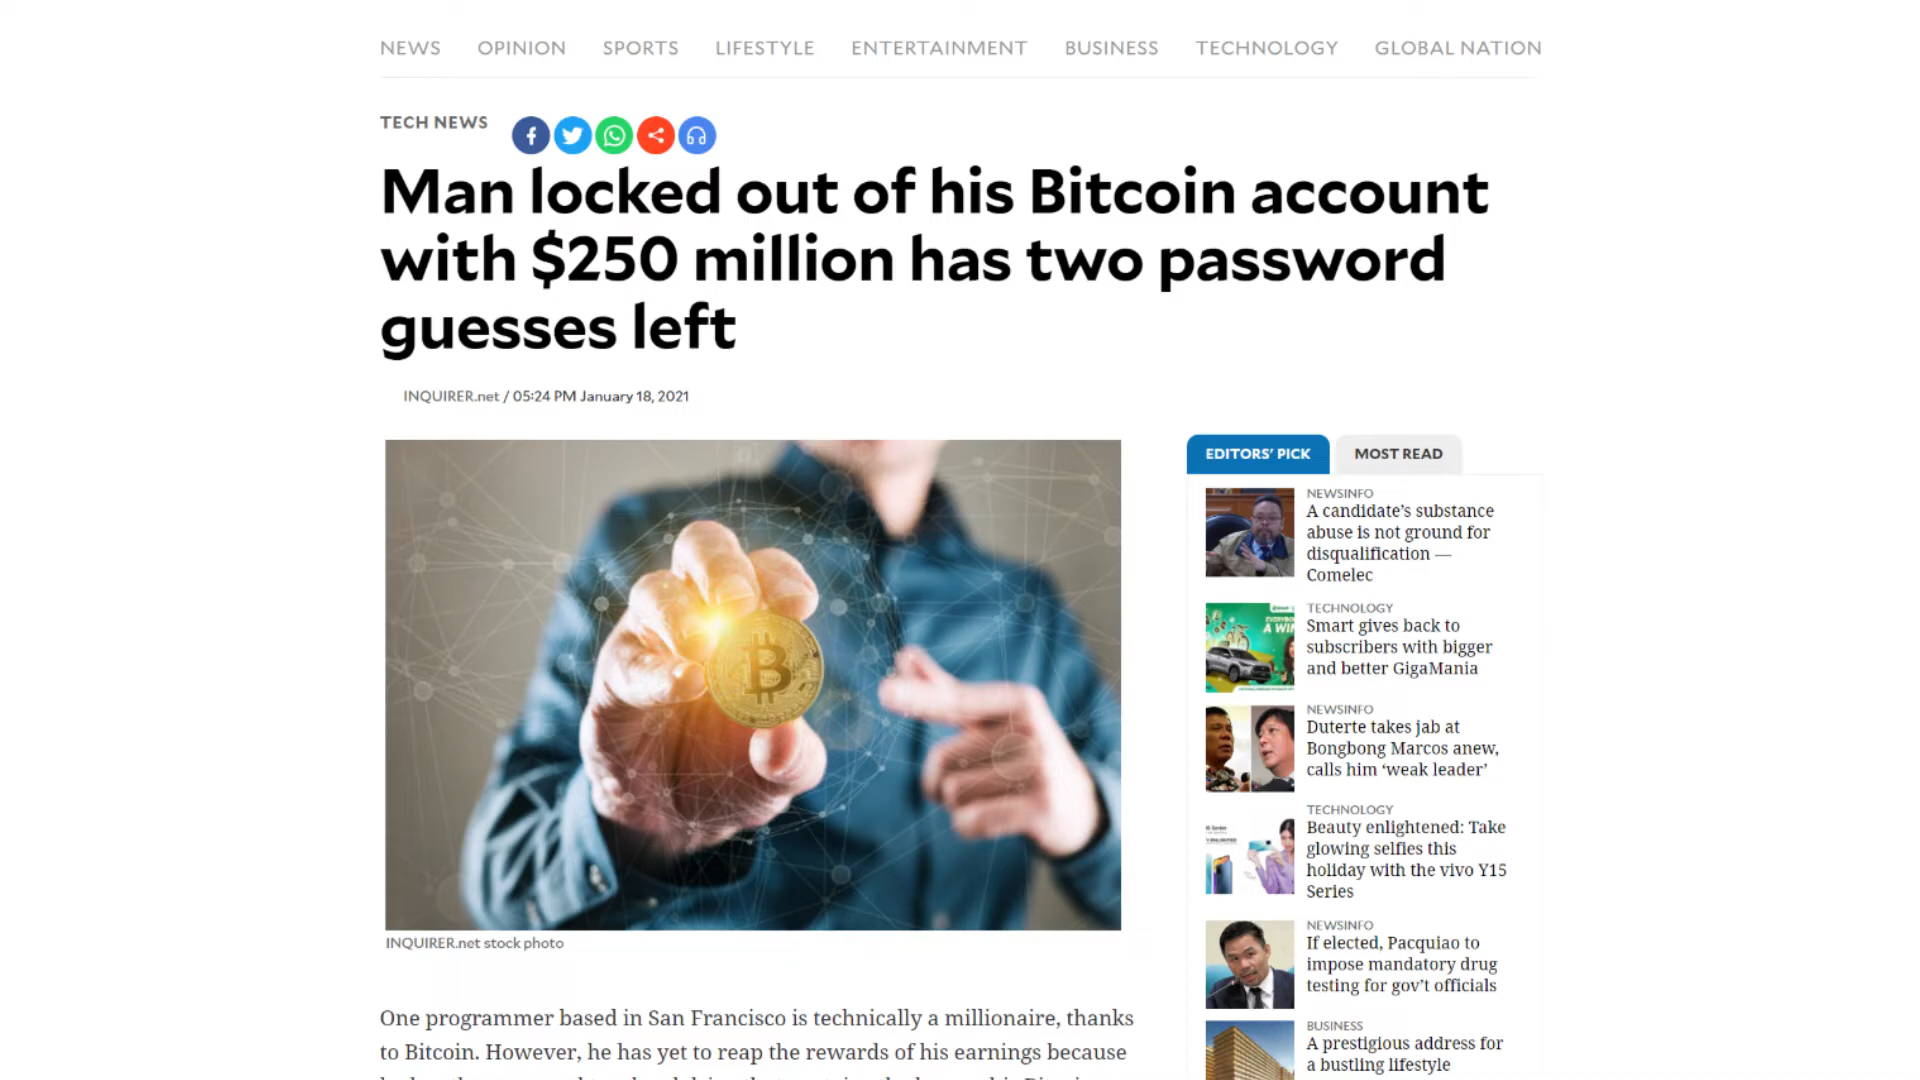 NEWS OPINION SPORTS LIFESTYLE ENTERTAINMENT BUSINESS TECHNOLOGY GLOBAL NATION
TECH NEWS
Man locked out of his Bitcoin account
with $250 million has two password
guesses left
INQUIRER.net / 05:24 PM January 18, 2021
INQUIRER.net stock photo
One programmer based in San Francisco is technically a millionaire, thanks
to Bitcoin. However, he has yet to reap the rewards of his earnings because
EDITORS' PICK MOST READ
NEWSINFO
A candidate's substance
abuse is not ground for
disqualification —
Comelec
TECHNOLOGY
Smart gives back to
subscribers with bigger
and better GigaMania
NEWSINFO
Duterte takes jab at
Bongbong Marcos anew,
calls him ‘weak leader’
TECHNOLOGY
Beauty enlightened: Take
glowing selfies this
holiday with the vivo Y15
Series
NEWSINFO
If elected, Pacquiao to
impose mandatory drug
testing for gov't officials
BUSINESS
A prestigious address for
a bustling lifestyle